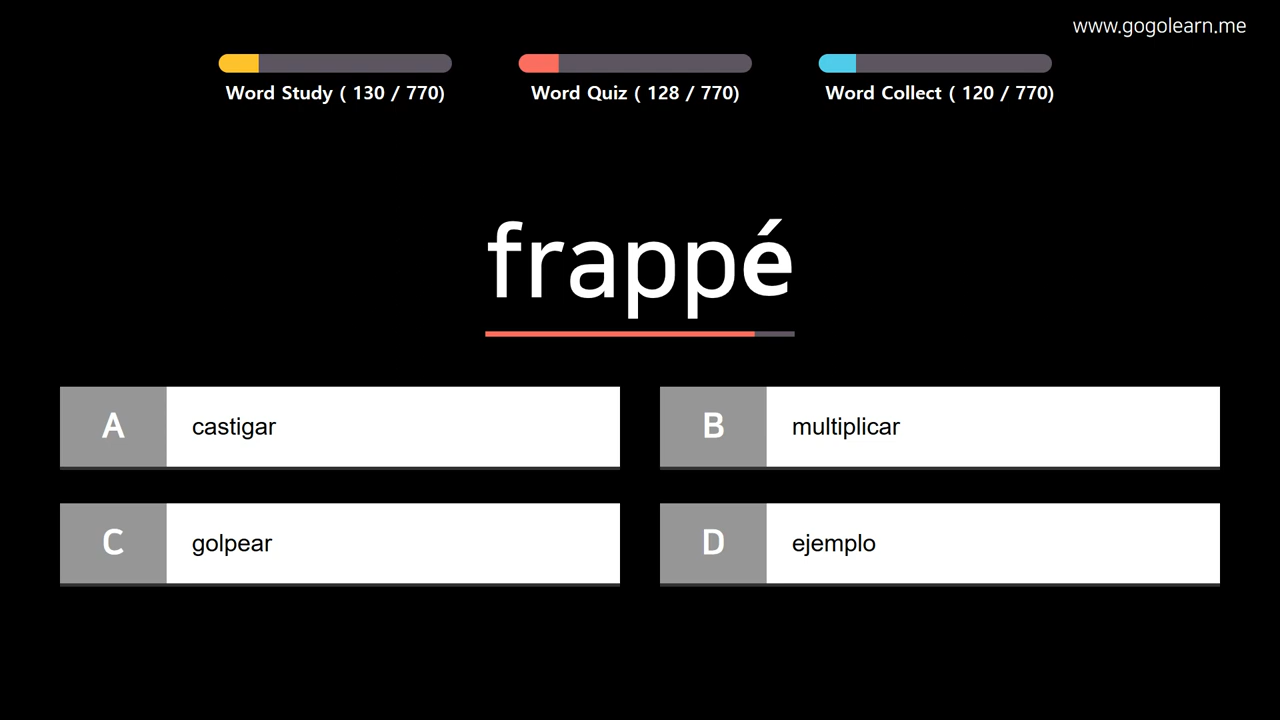 www.gogolearn.me
Word Study ( 130 / 770)
Word Quiz ( 128 / 770)
Word Collect ( 120 / 770)
frappé
A castigar
B multiplicar
C golpear
D ejemplo